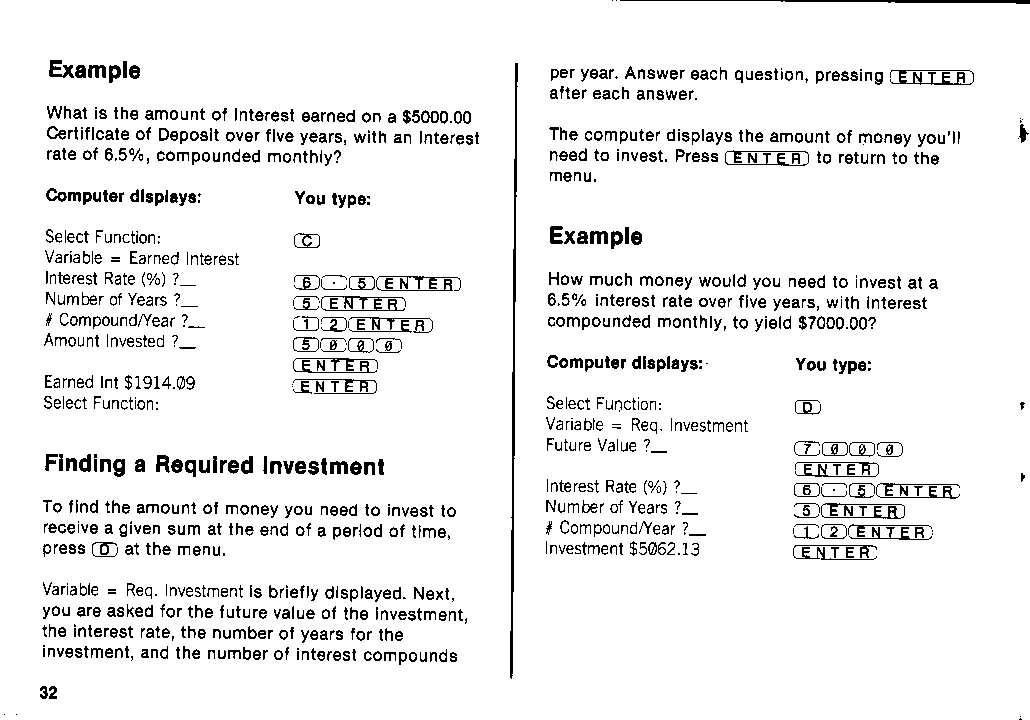 Example
What is the amount of interest earned on a $5000.00
Certificate of Deposit over five years, with an interest
rate of 6.5%, compounded monthly?
Computer displays: You type:
Select Function: C
Variable = Earned Interest
Interest Rate (%) ?_ 6 . 5 ENTER
Number of Years ?_ 5 ENTER
# Compound/Year ?_ 1 2 ENTER
Amount Invested ?_ 5 0 0 0
ENTER
Earned Int $1914.09 ENTER
Select Function:
Finding a Required Investment
To find the amount of money you need to invest to
receive a given sum at the end of a period of time,
press D at the menu.
Variable = Req. Investment is briefly displayed. Next,
you are asked for the future value of the investment,
the interest rate, the number of years for the
investment, and the number of interest compounds
32
per year. Answer each question, pressing ENTER
after each answer.
The computer displays the amount of money you'll
need to invest. Press ENTER to return to the
menu.
Example
How much money would you need to invest at a
6.5% interest rate over five years, with interest
compounded monthly, to yield $7000.00?
Computer displays: You type:
Select Function: D
Variable = Req. Investment
Future Value ?_ 7 0 0 0
ENTER
Interest Rate (%) ?_ 6 . 5 ENTER
Number of Years ?_ 5 ENTER
# Compound/Year ?_ 1 2 ENTER
Investment $5062.13 ENTER